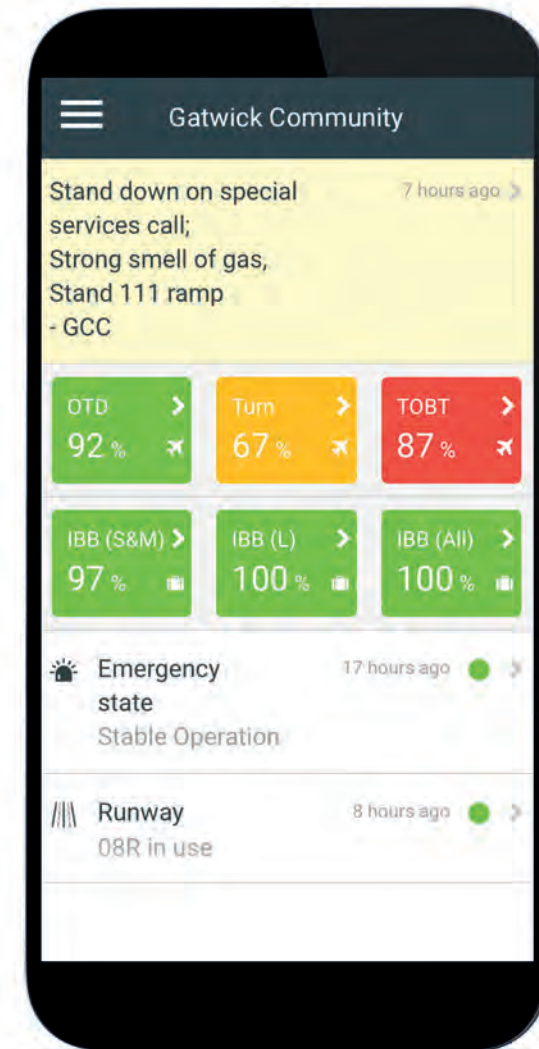 Gatwick Community
Stand down on special
services call;
Strong smell of gas,
Stand 111 ramp
- GCC
7 hours ago
OTD
92 %
Turn
67 %
TOBT
87 %
IBB (S&M)
97 %
IBB (L)
100 %
IBB (All)
100 %
Emergency
state
Stable Operation
17 hours ago
Runway
08R in use
8 hours ago